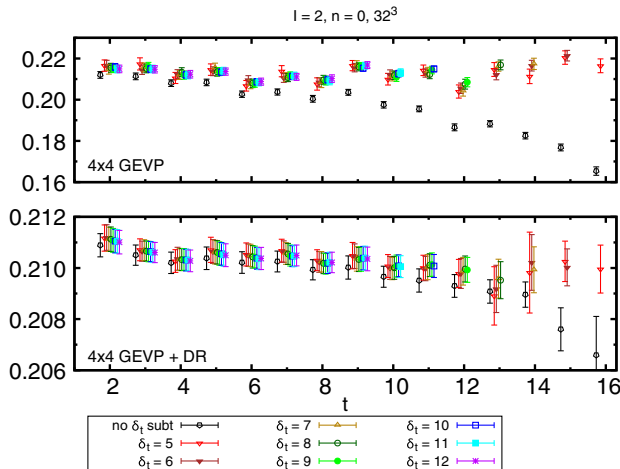 I = 2, n = 0, 32³
0.22
0.20
0.18
0.16
4x4 GEVP
0.212
0.210
0.208
0.206
4x4 GEVP + DR
2 4 6 8 10 12 14 16
t
no δt subt δt = 7 δt = 10
δt = 5 δt = 8 δt = 11
δt = 6 δt = 9 δt = 12